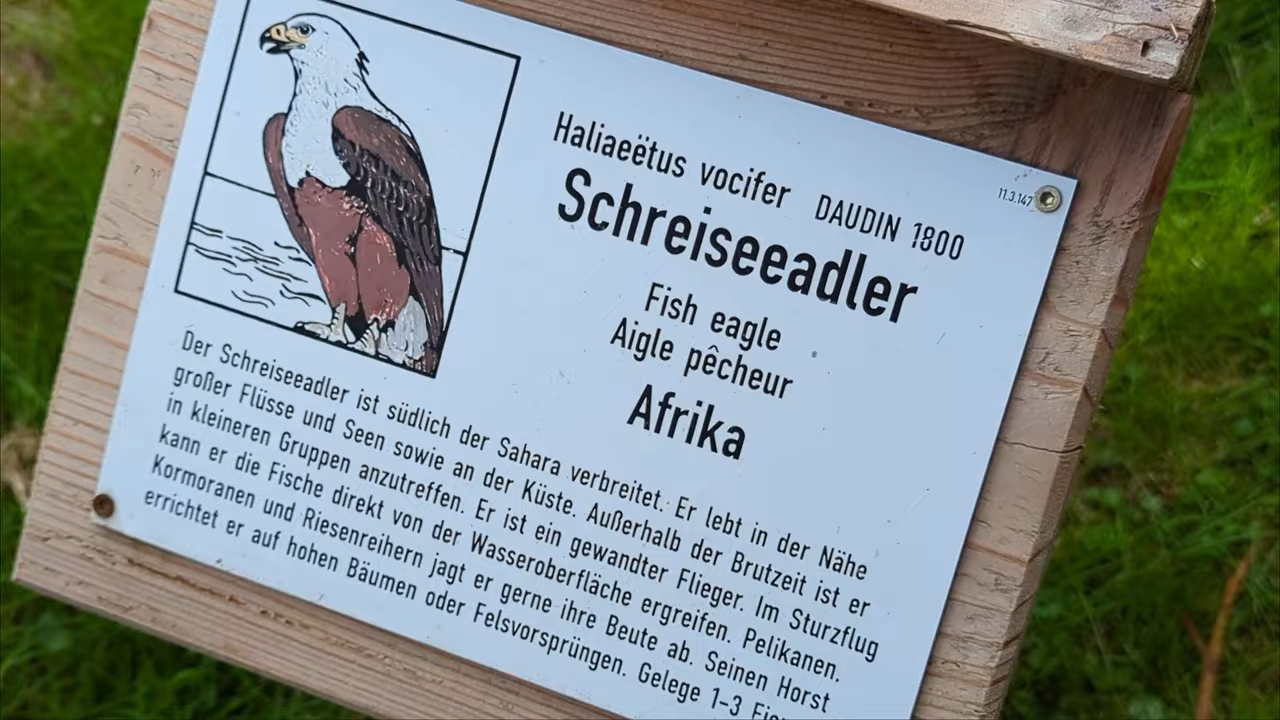 Haliaeëtus vocifer DAUDIN 1800
11.3.147
Schreiseeadler
Fish eagle
Aigle pêcheur
Afrika
Der Schreiseeadler ist südlich der Sahara verbreitet. Er lebt in der Nähe
großer Flüsse und Seen sowie an der Küste. Außerhalb der Brutzeit ist er
in kleineren Gruppen anzutreffen. Er ist ein gewandter Flieger. Im Sturzflug
kann er die Fische direkt von der Wasseroberfläche ergreifen. Pelikanen,
Kormoranen und Riesenreihern jagt er gerne ihre Beute ab. Seinen Horst
errichtet er auf hohen Bäumen oder Felsvorsprüngen. Gelege 1-3